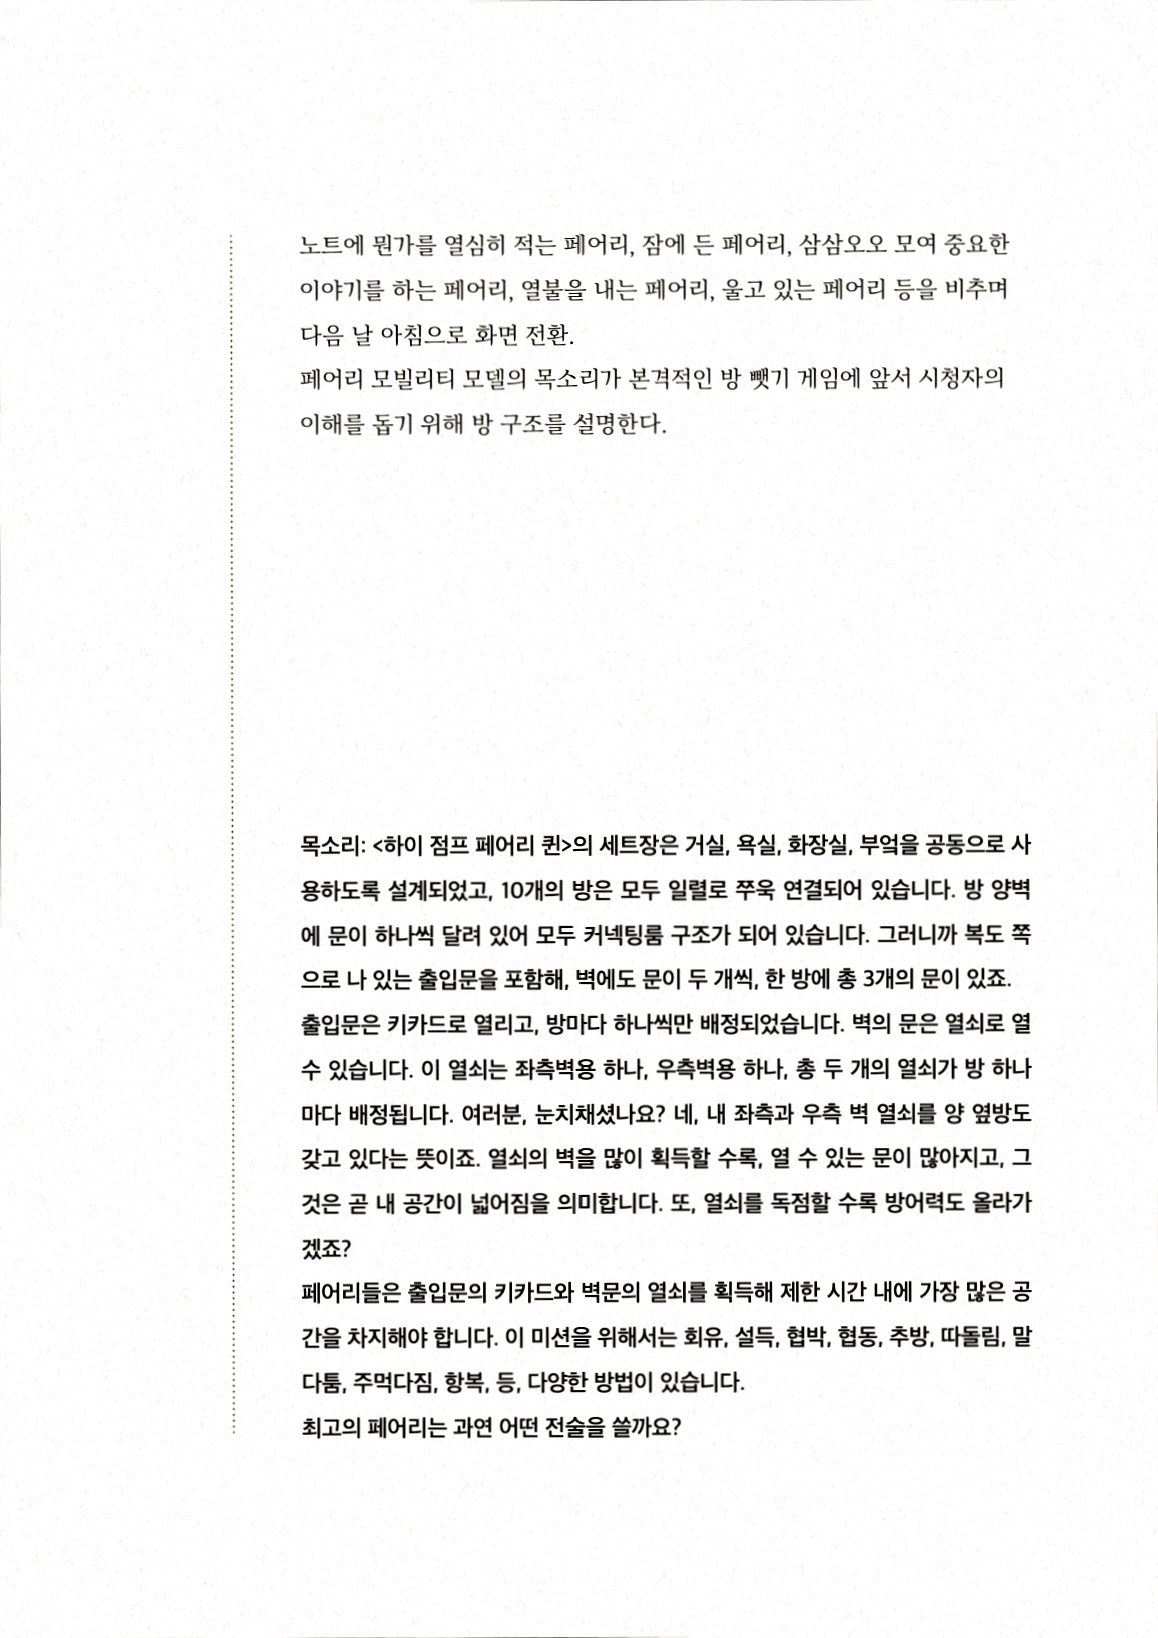 노트에 뭔가를 열심히 적는 페어리, 잠에 든 페어리, 삼삼오오 모여 중요한
이야기를 하는 페어리, 열불을 내는 페어리, 울고 있는 페어리 등을 비추며
다음 날 아침으로 화면 전환.
페어리 모빌리티 모델의 목소리가 본격적인 방 뺏기 게임에 앞서 시청자의
이해를 돕기 위해 방 구조를 설명한다.
목소리: <하이 점프 페어리 퀸>의 세트장은 거실, 욕실, 화장실, 부엌을 공동으로 사
용하도록 설계되었고, 10개의 방은 모두 일렬로 쭈욱 연결되어 있습니다. 방 양벽
에 문이 하나씩 달려 있어 모두 커넥팅룸 구조가 되어 있습니다. 그러니까 복도 쪽
으로 나 있는 출입문을 포함해, 벽에도 문이 두 개씩, 한 방에 총 3개의 문이 있죠.
출입문은 키카드로 열리고, 방마다 하나씩만 배정되었습니다. 벽의 문은 열쇠로 열
수 있습니다. 이 열쇠는 좌측벽용 하나, 우측벽용 하나, 총 두 개의 열쇠가 방 하나
마다 배정됩니다. 여러분, 눈치채셨나요? 네, 내 좌측과 우측 벽 열쇠를 양 옆방도
갖고 있다는 뜻이죠. 열쇠의 벽을 많이 획득할 수록, 열 수 있는 문이 많아지고, 그
것은 곧 내 공간이 넓어짐을 의미합니다. 또, 열쇠를 독점할 수록 방어력도 올라가
겠죠?
페어리들은 출입문의 키카드와 벽문의 열쇠를 획득해 제한 시간 내에 가장 많은 공
간을 차지해야 합니다. 이 미션을 위해서는 회유, 설득, 협박, 협동, 추방, 따돌림, 말
다툼, 주먹다짐, 항복, 등, 다양한 방법이 있습니다.
최고의 페어리는 과연 어떤 전술을 쓸까요?